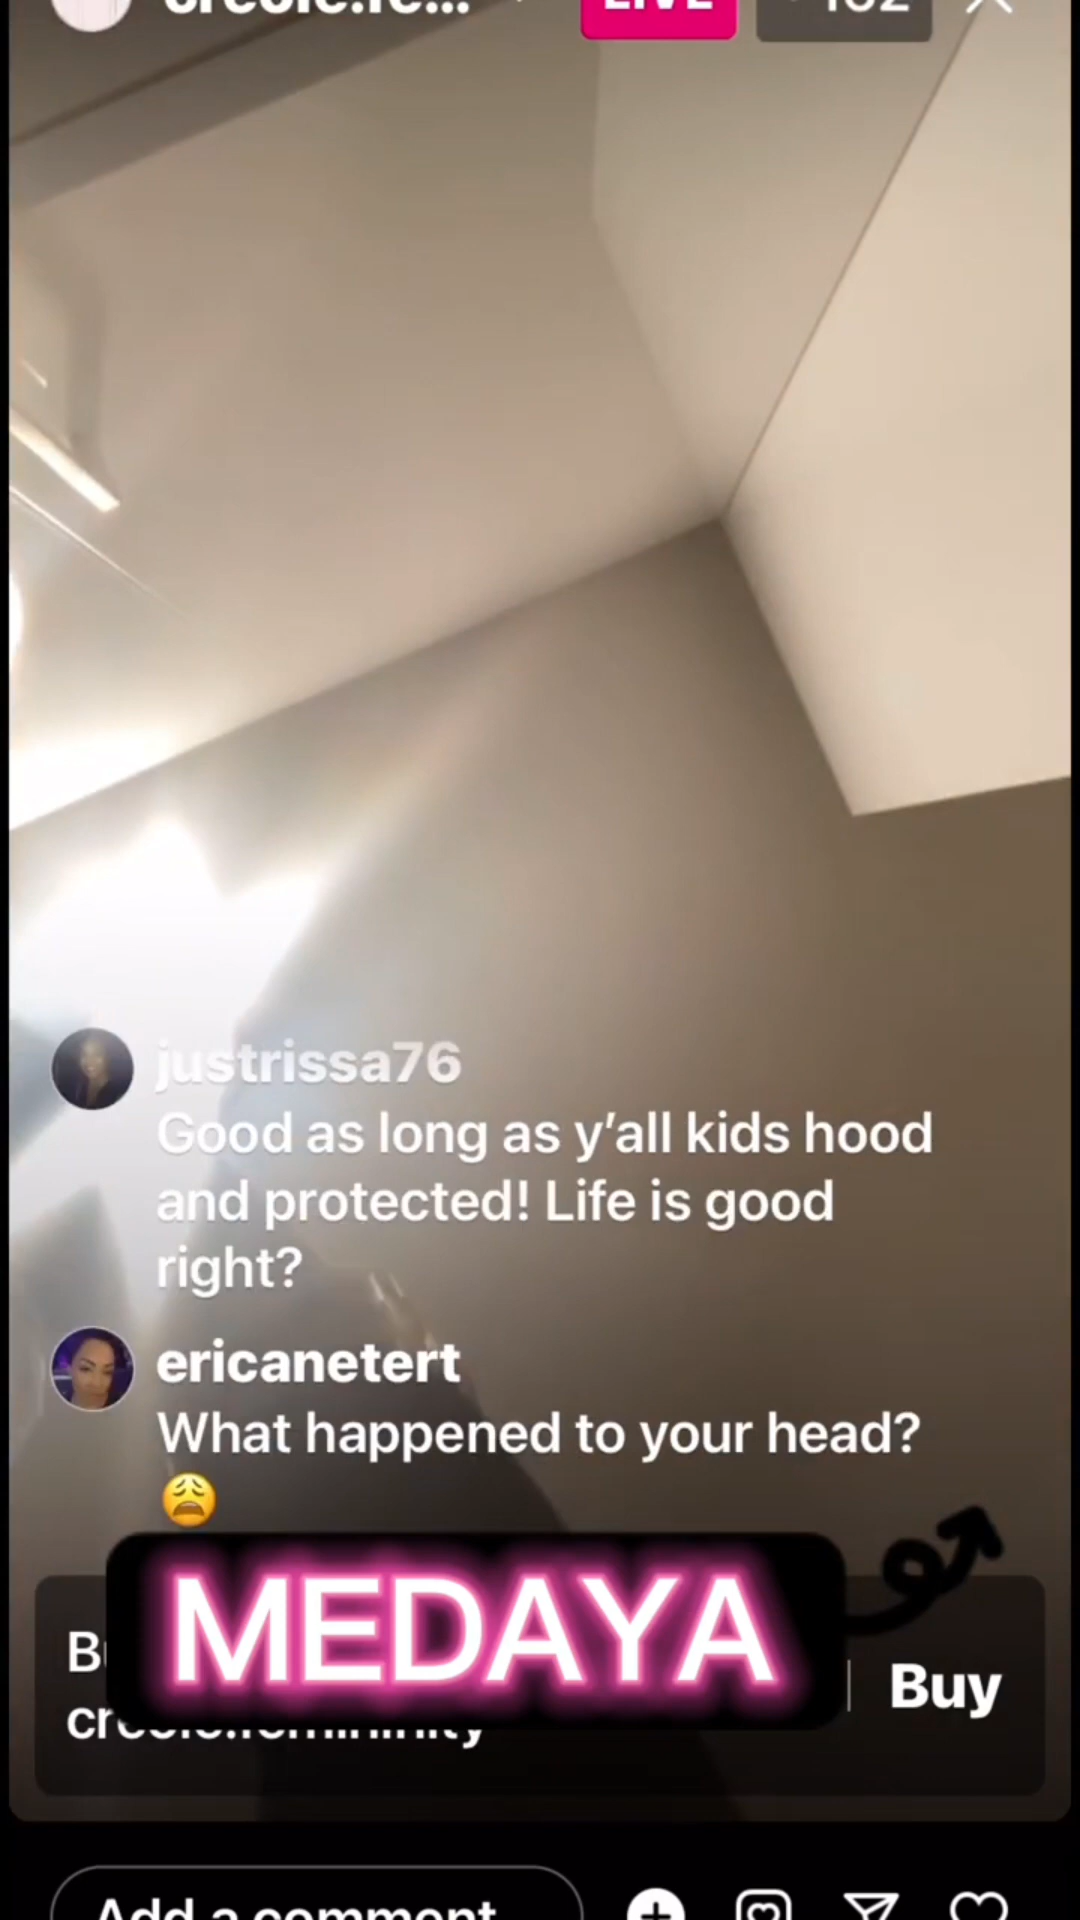 LIVE
justrissa76
Good as long as y'all kids hood
and protected! Life is good
right?
ericanetert
What happened to your head?
😩
MEDAYA
Buy
Add a comment